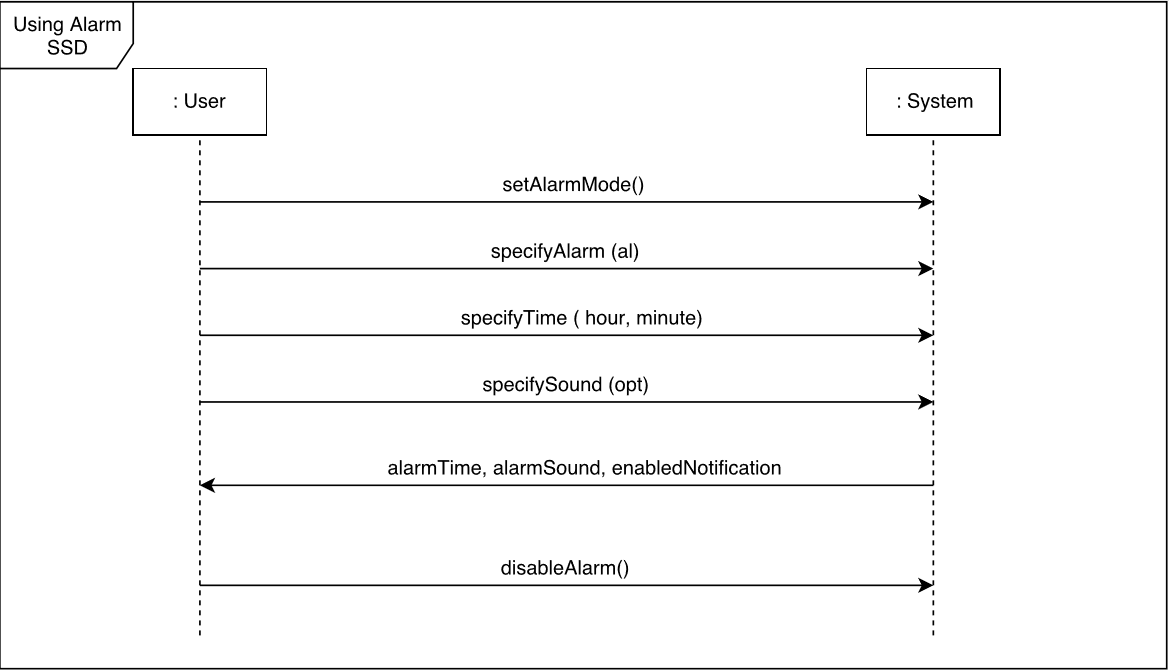 Using Alarm
SSD
: User
: System
setAlarmMode()
specifyAlarm (al)
specifyTime ( hour, minute)
specifySound (opt)
alarmTime, alarmSound, enabledNotification
disableAlarm()